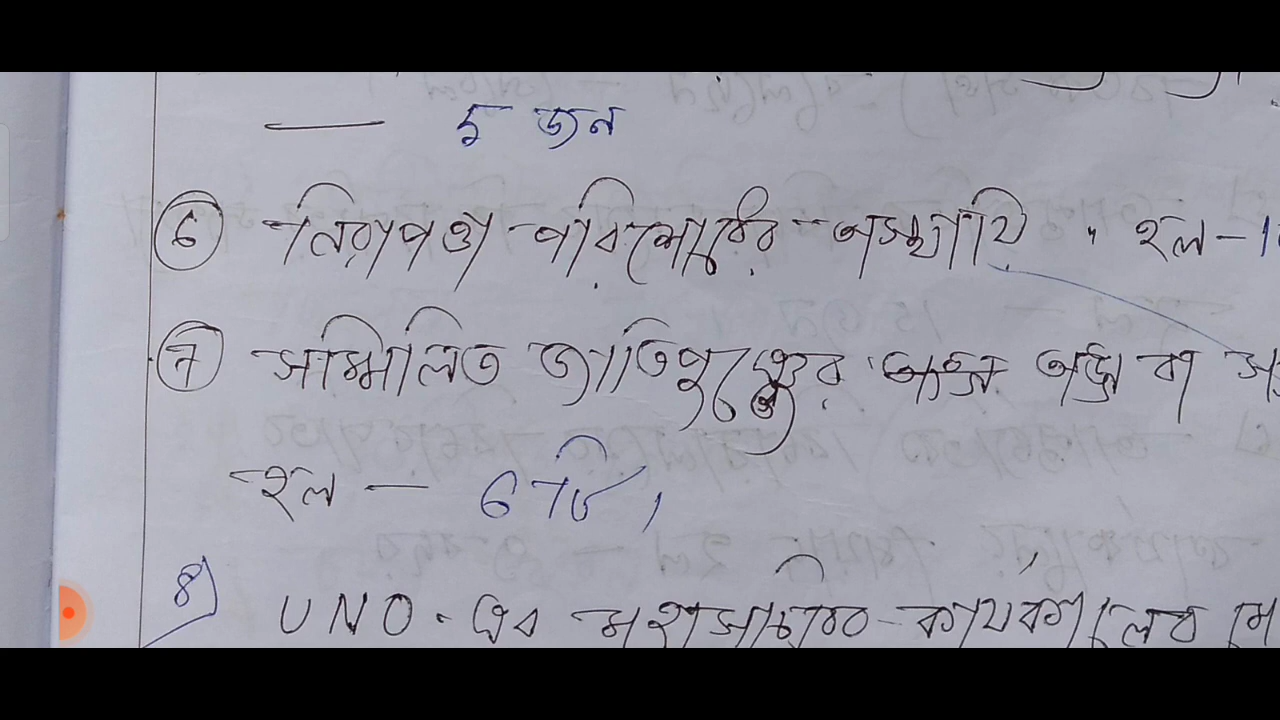 — 5 জন
6 নিরাপত্তা পরিষদের অস্থায়ি হল - 1
7 সম্মিলিত জাতিপুঞ্জের অঙ্গ বা
হল — 6 টি।
8) UNO-এর মহাসচিবের কার্যকালের মে